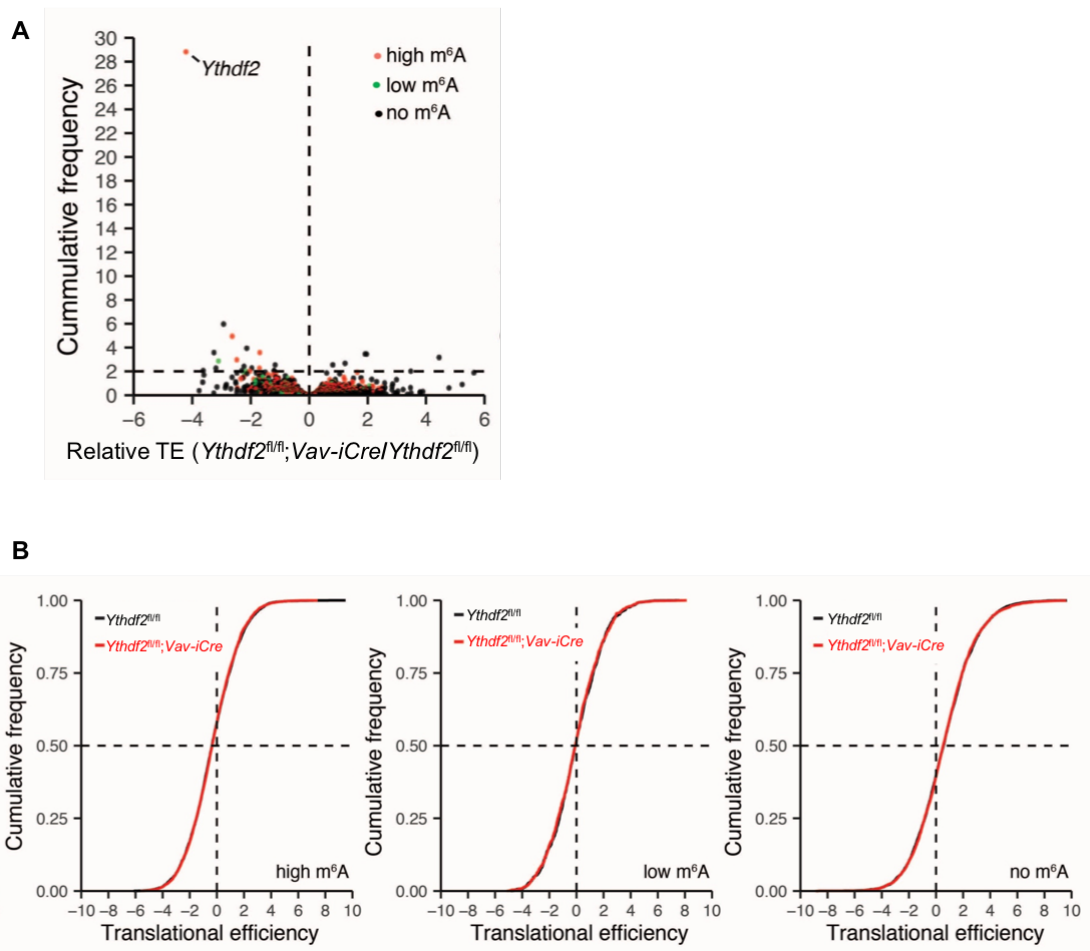 A
30
28
26
24
22
20
18
16
14
12
10
8
6
4
2
0
Cummulative frequency
Ythdf2
high m⁶A
low m⁶A
no m⁶A
−6 −4 −2 0 2 4 6
Relative TE (Ythdf2fl/fl;Vav-iCre/Ythdf2fl/fl)
B
1.00
0.75
0.50
0.25
0.00
Cumulative frequency
Ythdf2fl/fl
Ythdf2fl/fl;Vav-iCre
high m⁶A
−10 −8 −6 −4 −2 0 2 4 6 8 10
Translational efficiency
1.00
0.75
0.50
0.25
0.00
Cumulative frequency
Ythdf2fl/fl
Ythdf2fl/fl;Vav-iCre
low m⁶A
−10 −8 −6 −4 −2 0 2 4 6 8 10
Translational efficiency
1.00
0.75
0.50
0.25
0.00
Cumulative frequency
Ythdf2fl/fl
Ythdf2fl/fl;Vav-iCre
no m⁶A
−10 −8 −6 −4 −2 0 2 4 6 8 10
Translational efficiency